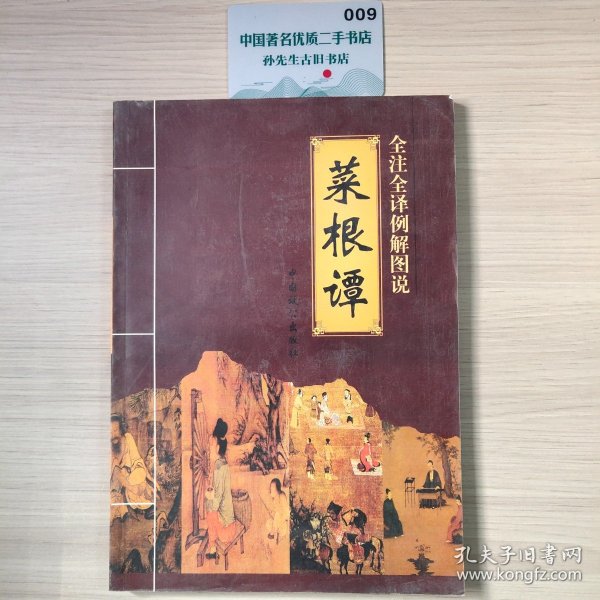 009
中国著名优质二手书店
孙先生古旧书店
全注全译例解图说
菜根谭
孔夫子旧书网
www.kongfz.com